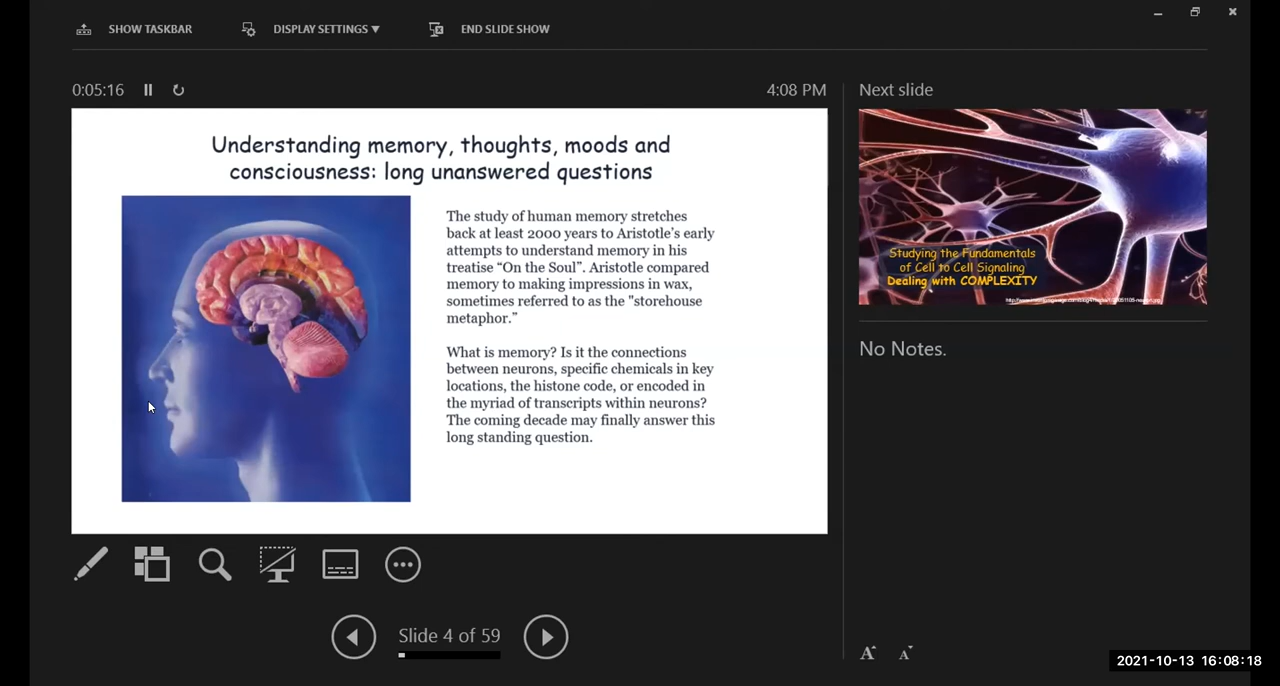 SHOW TASKBAR
DISPLAY SETTINGS ▼
END SLIDE SHOW
0:05:16
4:08 PM
Next slide
Understanding memory, thoughts, moods and
consciousness: long unanswered questions
The study of human memory stretches
back at least 2000 years to Aristotle's early
attempts to understand memory in his
treatise “On the Soul”. Aristotle compared
memory to making impressions in wax,
sometimes referred to as the "storehouse
metaphor.”
What is memory? Is it the connections
between neurons, specific chemicals in key
locations, the histone code, or encoded in
the myriad of transcripts within neurons?
The coming decade may finally answer this
long standing question.
Studying the Fundamentals
of Cell to Cell Signaling
Dealing with COMPLEXITY
No Notes.
Slide 4 of 59
A A
2021-10-13 16:08:18